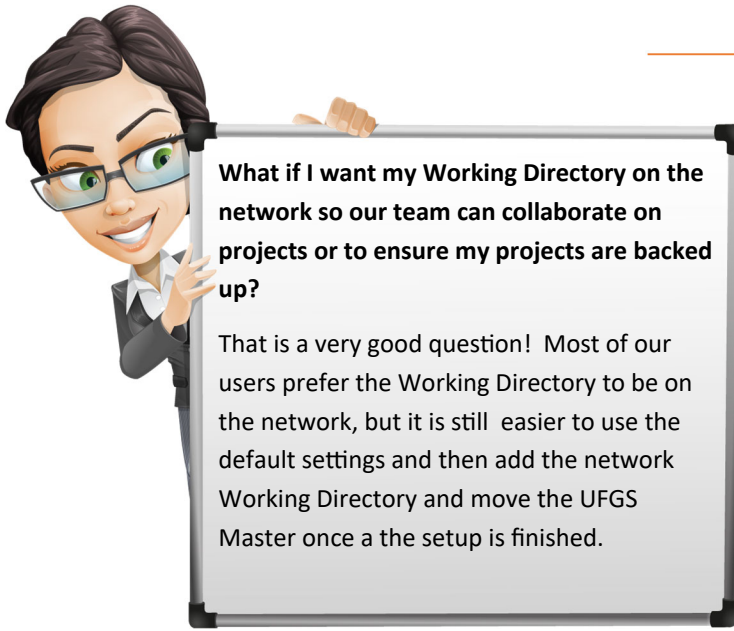 What if I want my Working Directory on the
network so our team can collaborate on
projects or to ensure my projects are backed
up?
That is a very good question!  Most of our
users prefer the Working Directory to be on
the network, but it is still  easier to use the
default settings and then add the network
Working Directory and move the UFGS
Master once a the setup is finished.